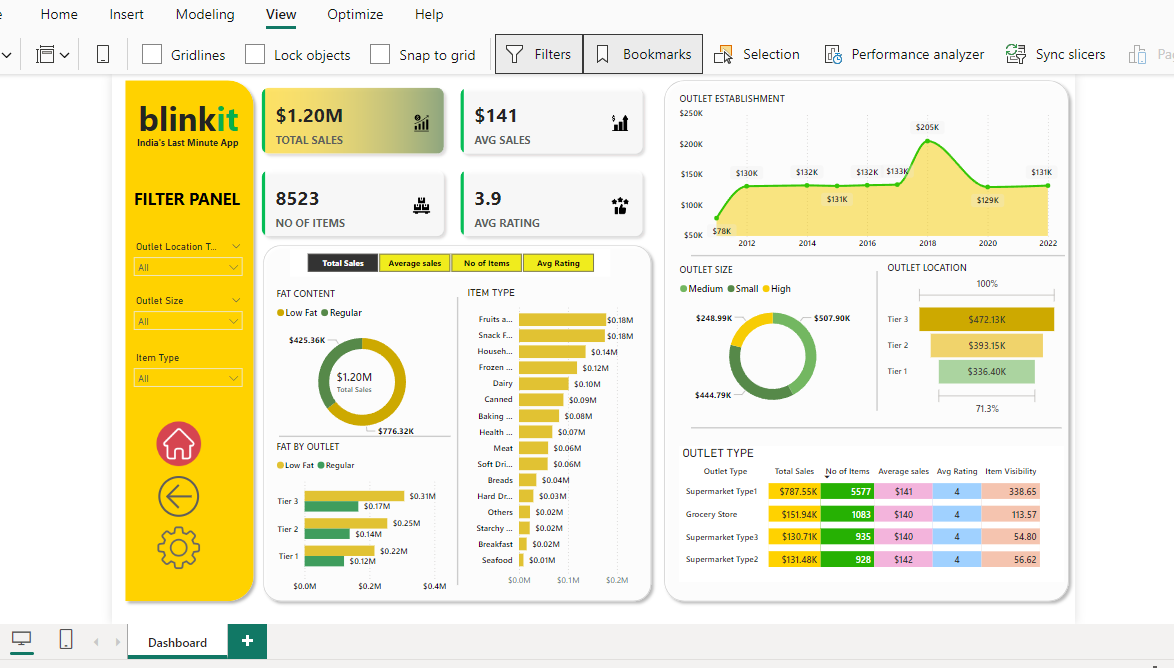 Home Insert Modeling View Optimize Help
Gridlines Lock objects Snap to grid Filters Bookmarks Selection Performance analyzer Sync slicers
blinkit
India's Last Minute App
FILTER PANEL
Outlet Location T...
All
Outlet Size
All
Item Type
All
$1.20M
TOTAL SALES
$141
AVG SALES
8523
NO OF ITEMS
3.9
AVG RATING
Total Sales Average sales No of Items Avg Rating
FAT CONTENT
Low Fat Regular
$425.36K
$1.20M
Total Sales
$776.32K
FAT BY OUTLET
Low Fat Regular
Tier 3 $0.31M
$0.17M
Tier 2 $0.25M
$0.14M
Tier 1 $0.22M
$0.12M
$0.0M $0.2M $0.4M
ITEM TYPE
Fruits a... $0.18M
Snack F... $0.18M
Househ... $0.14M
Frozen ... $0.12M
Dairy $0.10M
Canned $0.09M
Baking ... $0.08M
Health ... $0.07M
Meat $0.06M
Soft Dri... $0.06M
Breads $0.04M
Hard Dr... $0.03M
Others $0.02M
Starchy ... $0.02M
Breakfast $0.02M
Seafood $0.01M
$0.0M $0.1M $0.2M
OUTLET ESTABLISHMENT
$250K
$200K
$150K
$100K
$50K
$78K $130K $132K $131K $132K $133K $205K $129K $131K
2012 2014 2016 2018 2020 2022
OUTLET SIZE
Medium Small High
$248.99K $507.90K
$444.79K
OUTLET LOCATION
100%
Tier 3 $472.13K
Tier 2 $393.15K
Tier 1 $336.40K
71.3%
OUTLET TYPE
Outlet Type Total Sales No of Items Average sales Avg Rating Item Visibility
Supermarket Type1 $787.55K 5577 $141 4 338.65
Grocery Store $151.94K 1083 $140 4 113.57
Supermarket Type3 $130.71K 935 $140 4 54.80
Supermarket Type2 $131.48K 928 $142 4 56.62
Dashboard